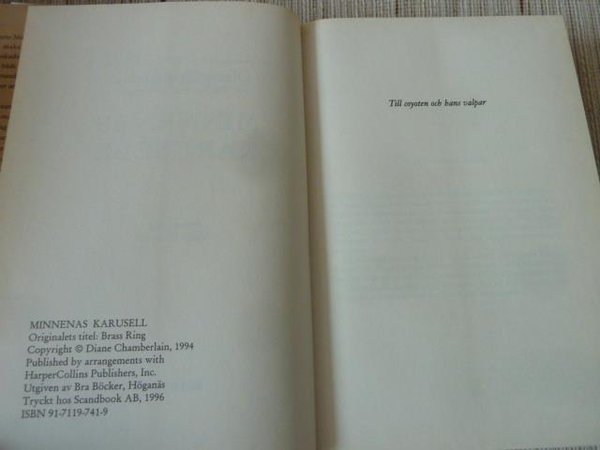 MINNENAS KARUSELL
Originalets titel: Brass Ring
Copyright © Diane Chamberlain, 1994
Published by arrangements with
HarperCollins Publishers, Inc.
Utgiven av Bra Böcker, Höganäs
Tryckt hos Scandbook AB, 1996
ISBN 91-7119-741-9
Till coyoten och hans valpar